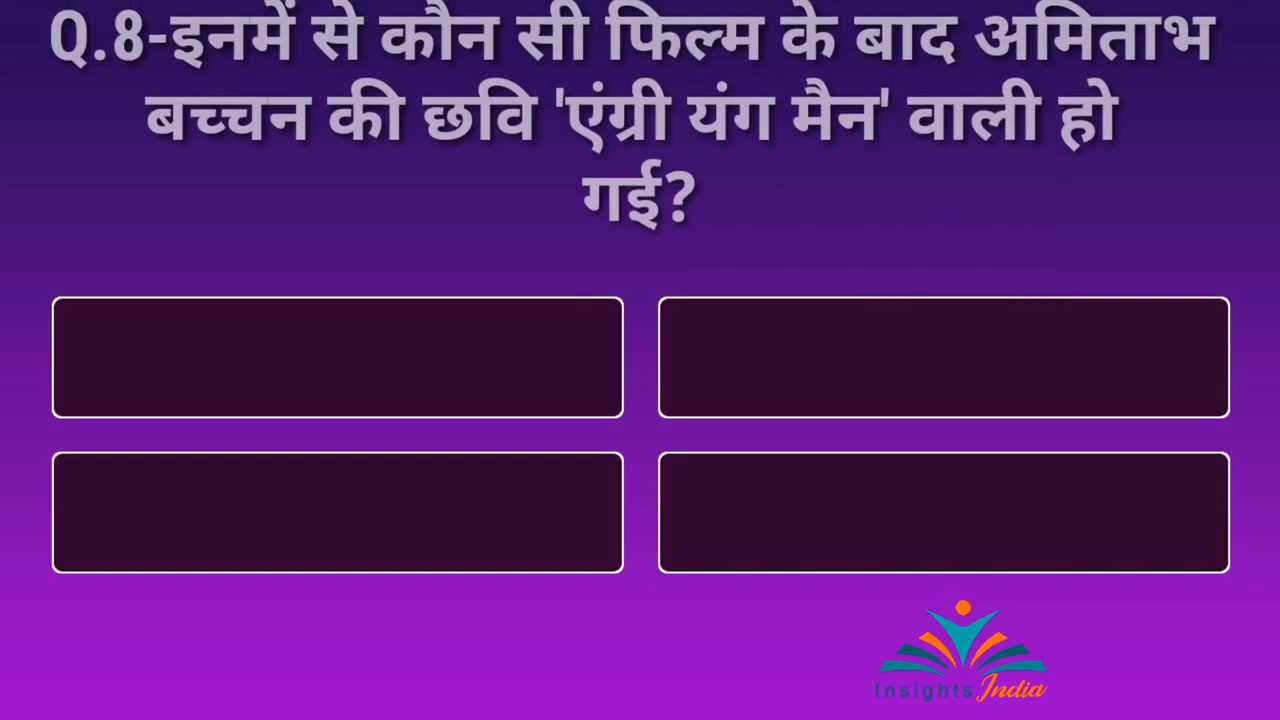 Q.8-इनमें से कौन सी फिल्म के बाद अमिताभ
बच्चन की छवि 'एंग्री यंग मैन' वाली हो
गई?
Insights India